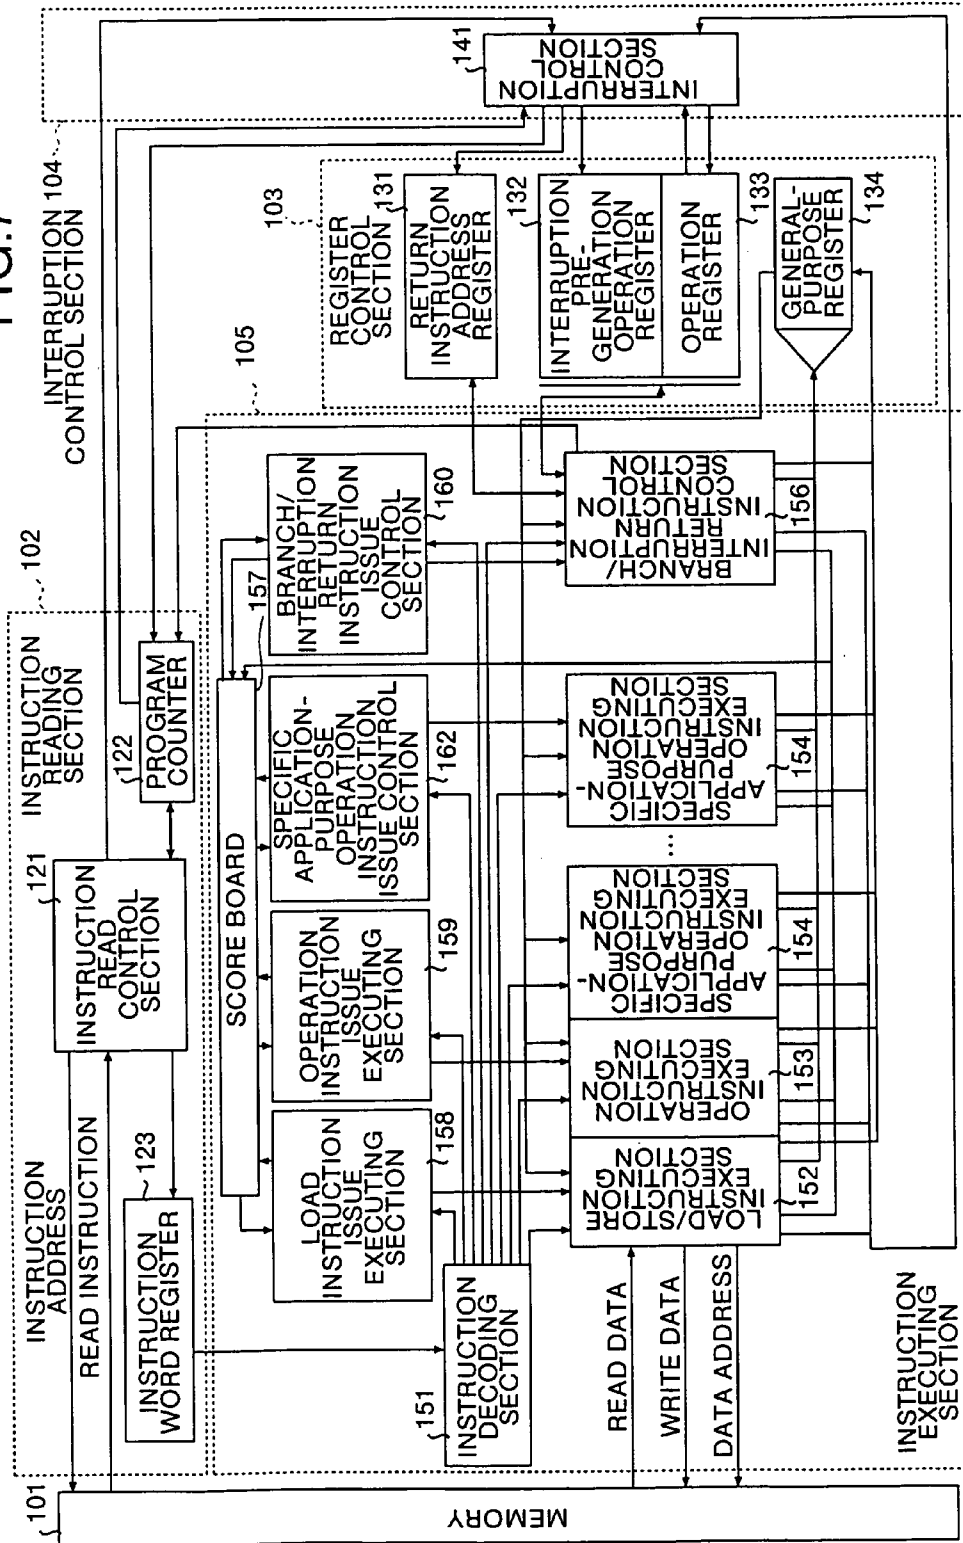 101
MEMORY
INSTRUCTION
ADDRESS
READ INSTRUCTION
INSTRUCTION
READING
SECTION
102
121
INSTRUCTION
READ
CONTROL
SECTION
122
PROGRAM
COUNTER
123
INSTRUCTION
WORD REGISTER
INTERRUPTION
CONTROL SECTION
104
141
INTERRUPTION
CONTROL
SECTION
103
REGISTER
CONTROL
SECTION
131
RETURN
INSTRUCTION
ADDRESS
REGISTER
132
INTERRUPTION
PRE-
GENERATION
OPERATION
REGISTER
133
OPERATION
REGISTER
134
GENERAL-
PURPOSE
REGISTER
105
SCORE BOARD
157
LOAD
INSTRUCTION
ISSUE
EXECUTING
SECTION
158
OPERATION
INSTRUCTION
ISSUE
EXECUTING
SECTION
159
SPECIFIC
APPLICATION-
PURPOSE
OPERATION
INSTRUCTION
ISSUE CONTROL
SECTION
162
BRANCH/
INTERRUPTION
RETURN
INSTRUCTION
ISSUE
CONTROL
SECTION
160
151
INSTRUCTION
DECODING
SECTION
LOAD/STORE
INSTRUCTION
EXECUTING
SECTION
152
OPERATION
INSTRUCTION
EXECUTING
SECTION
153
SPECIFIC
APPLICATION-
PURPOSE
OPERATION
INSTRUCTION
EXECUTING
SECTION
154
...
SPECIFIC
APPLICATION-
PURPOSE
OPERATION
INSTRUCTION
EXECUTING
SECTION
154
BRANCH/
INTERRUPTION
RETURN
INSTRUCTION
CONTROL
SECTION
156
READ DATA
WRITE DATA
DATA ADDRESS
INSTRUCTION
EXECUTING
SECTION